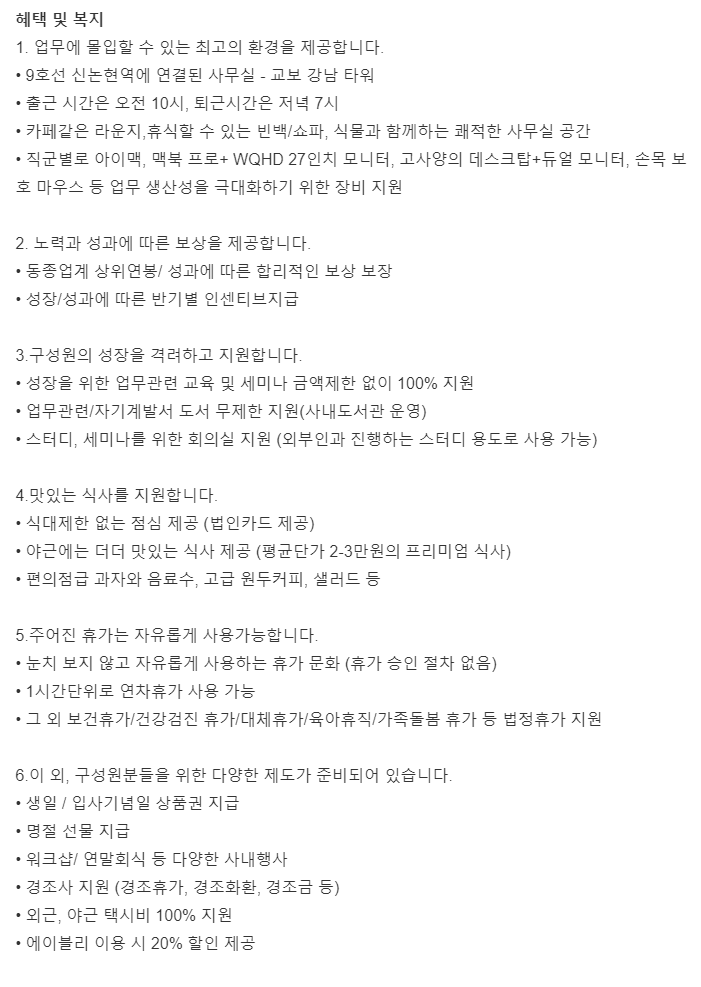 혜택 및 복지
1. 업무에 몰입할 수 있는 최고의 환경을 제공합니다.
• 9호선 신논현역에 연결된 사무실 - 교보 강남 타워
• 출근 시간은 오전 10시, 퇴근시간은 저녁 7시
• 카페같은 라운지,휴식할 수 있는 빈백/쇼파, 식물과 함께하는 쾌적한 사무실 공간
• 직군별로 아이맥, 맥북 프로+ WQHD 27인치 모니터, 고사양의 데스크탑+듀얼 모니터, 손목 보
호 마우스 등 업무 생산성을 극대화하기 위한 장비 지원
2. 노력과 성과에 따른 보상을 제공합니다.
• 동종업계 상위연봉/ 성과에 따른 합리적인 보상 보장
• 성장/성과에 따른 반기별 인센티브지급
3.구성원의 성장을 격려하고 지원합니다.
• 성장을 위한 업무관련 교육 및 세미나 금액제한 없이 100% 지원
• 업무관련/자기계발서 도서 무제한 지원(사내도서관 운영)
• 스터디, 세미나를 위한 회의실 지원 (외부인과 진행하는 스터디 용도로 사용 가능)
4.맛있는 식사를 지원합니다.
• 식대제한 없는 점심 제공 (법인카드 제공)
• 야근에는 더더 맛있는 식사 제공 (평균단가 2-3만원의 프리미엄 식사)
• 편의점급 과자와 음료수, 고급 원두커피, 샐러드 등
5.주어진 휴가는 자유롭게 사용가능합니다.
• 눈치 보지 않고 자유롭게 사용하는 휴가 문화 (휴가 승인 절차 없음)
• 1시간단위로 연차휴가 사용 가능
• 그 외 보건휴가/건강검진 휴가/대체휴가/육아휴직/가족돌봄 휴가 등 법정휴가 지원
6.이 외, 구성원분들을 위한 다양한 제도가 준비되어 있습니다.
• 생일 / 입사기념일 상품권 지급
• 명절 선물 지급
• 워크샵/ 연말회식 등 다양한 사내행사
• 경조사 지원 (경조휴가, 경조화환, 경조금 등)
• 외근, 야근 택시비 100% 지원
• 에이블리 이용 시 20% 할인 제공